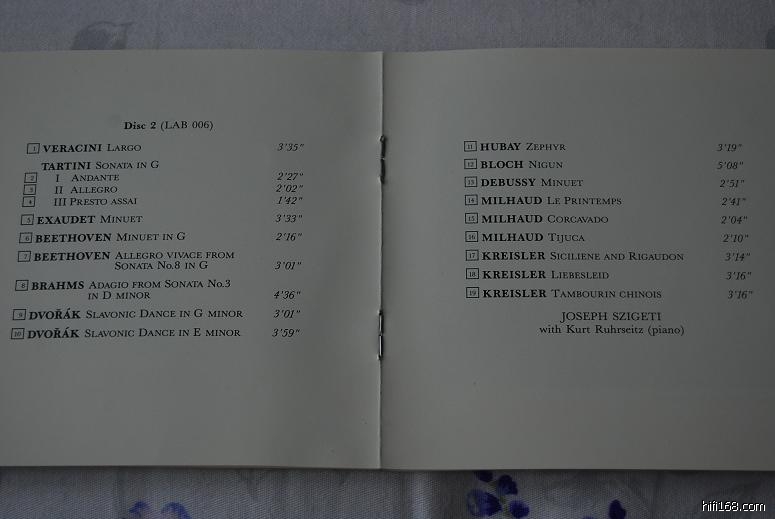 Disc 2 (LAB 006)
1 VERACINI LARGO 3'35"
TARTINI SONATA IN G
2 I ANDANTE 2'27"
3 II ALLEGRO 2'02"
4 III PRESTO ASSAI 1'42"
5 EXAUDET MINUET 3'33"
6 BEETHOVEN MINUET IN G 2'16"
7 BEETHOVEN ALLEGRO VIVACE FROM
SONATA NO.8 IN G 3'01"
8 BRAHMS ADAGIO FROM SONATA NO.3
IN D MINOR 4'36"
9 DVOŘÁK SLAVONIC DANCE IN G MINOR 3'01"
10 DVOŘÁK SLAVONIC DANCE IN E MINOR 3'59"
11 HUBAY ZEPHYR 3'19"
12 BLOCH NIGUN 5'08"
13 DEBUSSY MINUET 2'51"
14 MILHAUD LE PRINTEMPS 2'41"
15 MILHAUD CORCAVADO 2'04"
16 MILHAUD TIJUCA 2'10"
17 KREISLER SICILIENE AND RIGAUDON 3'14"
18 KREISLER LIEBESLEID 3'16"
19 KREISLER TAMBOURIN CHINOIS 3'16"
JOSEPH SZIGETI
with Kurt Ruhrseitz (piano)
hifi168.com